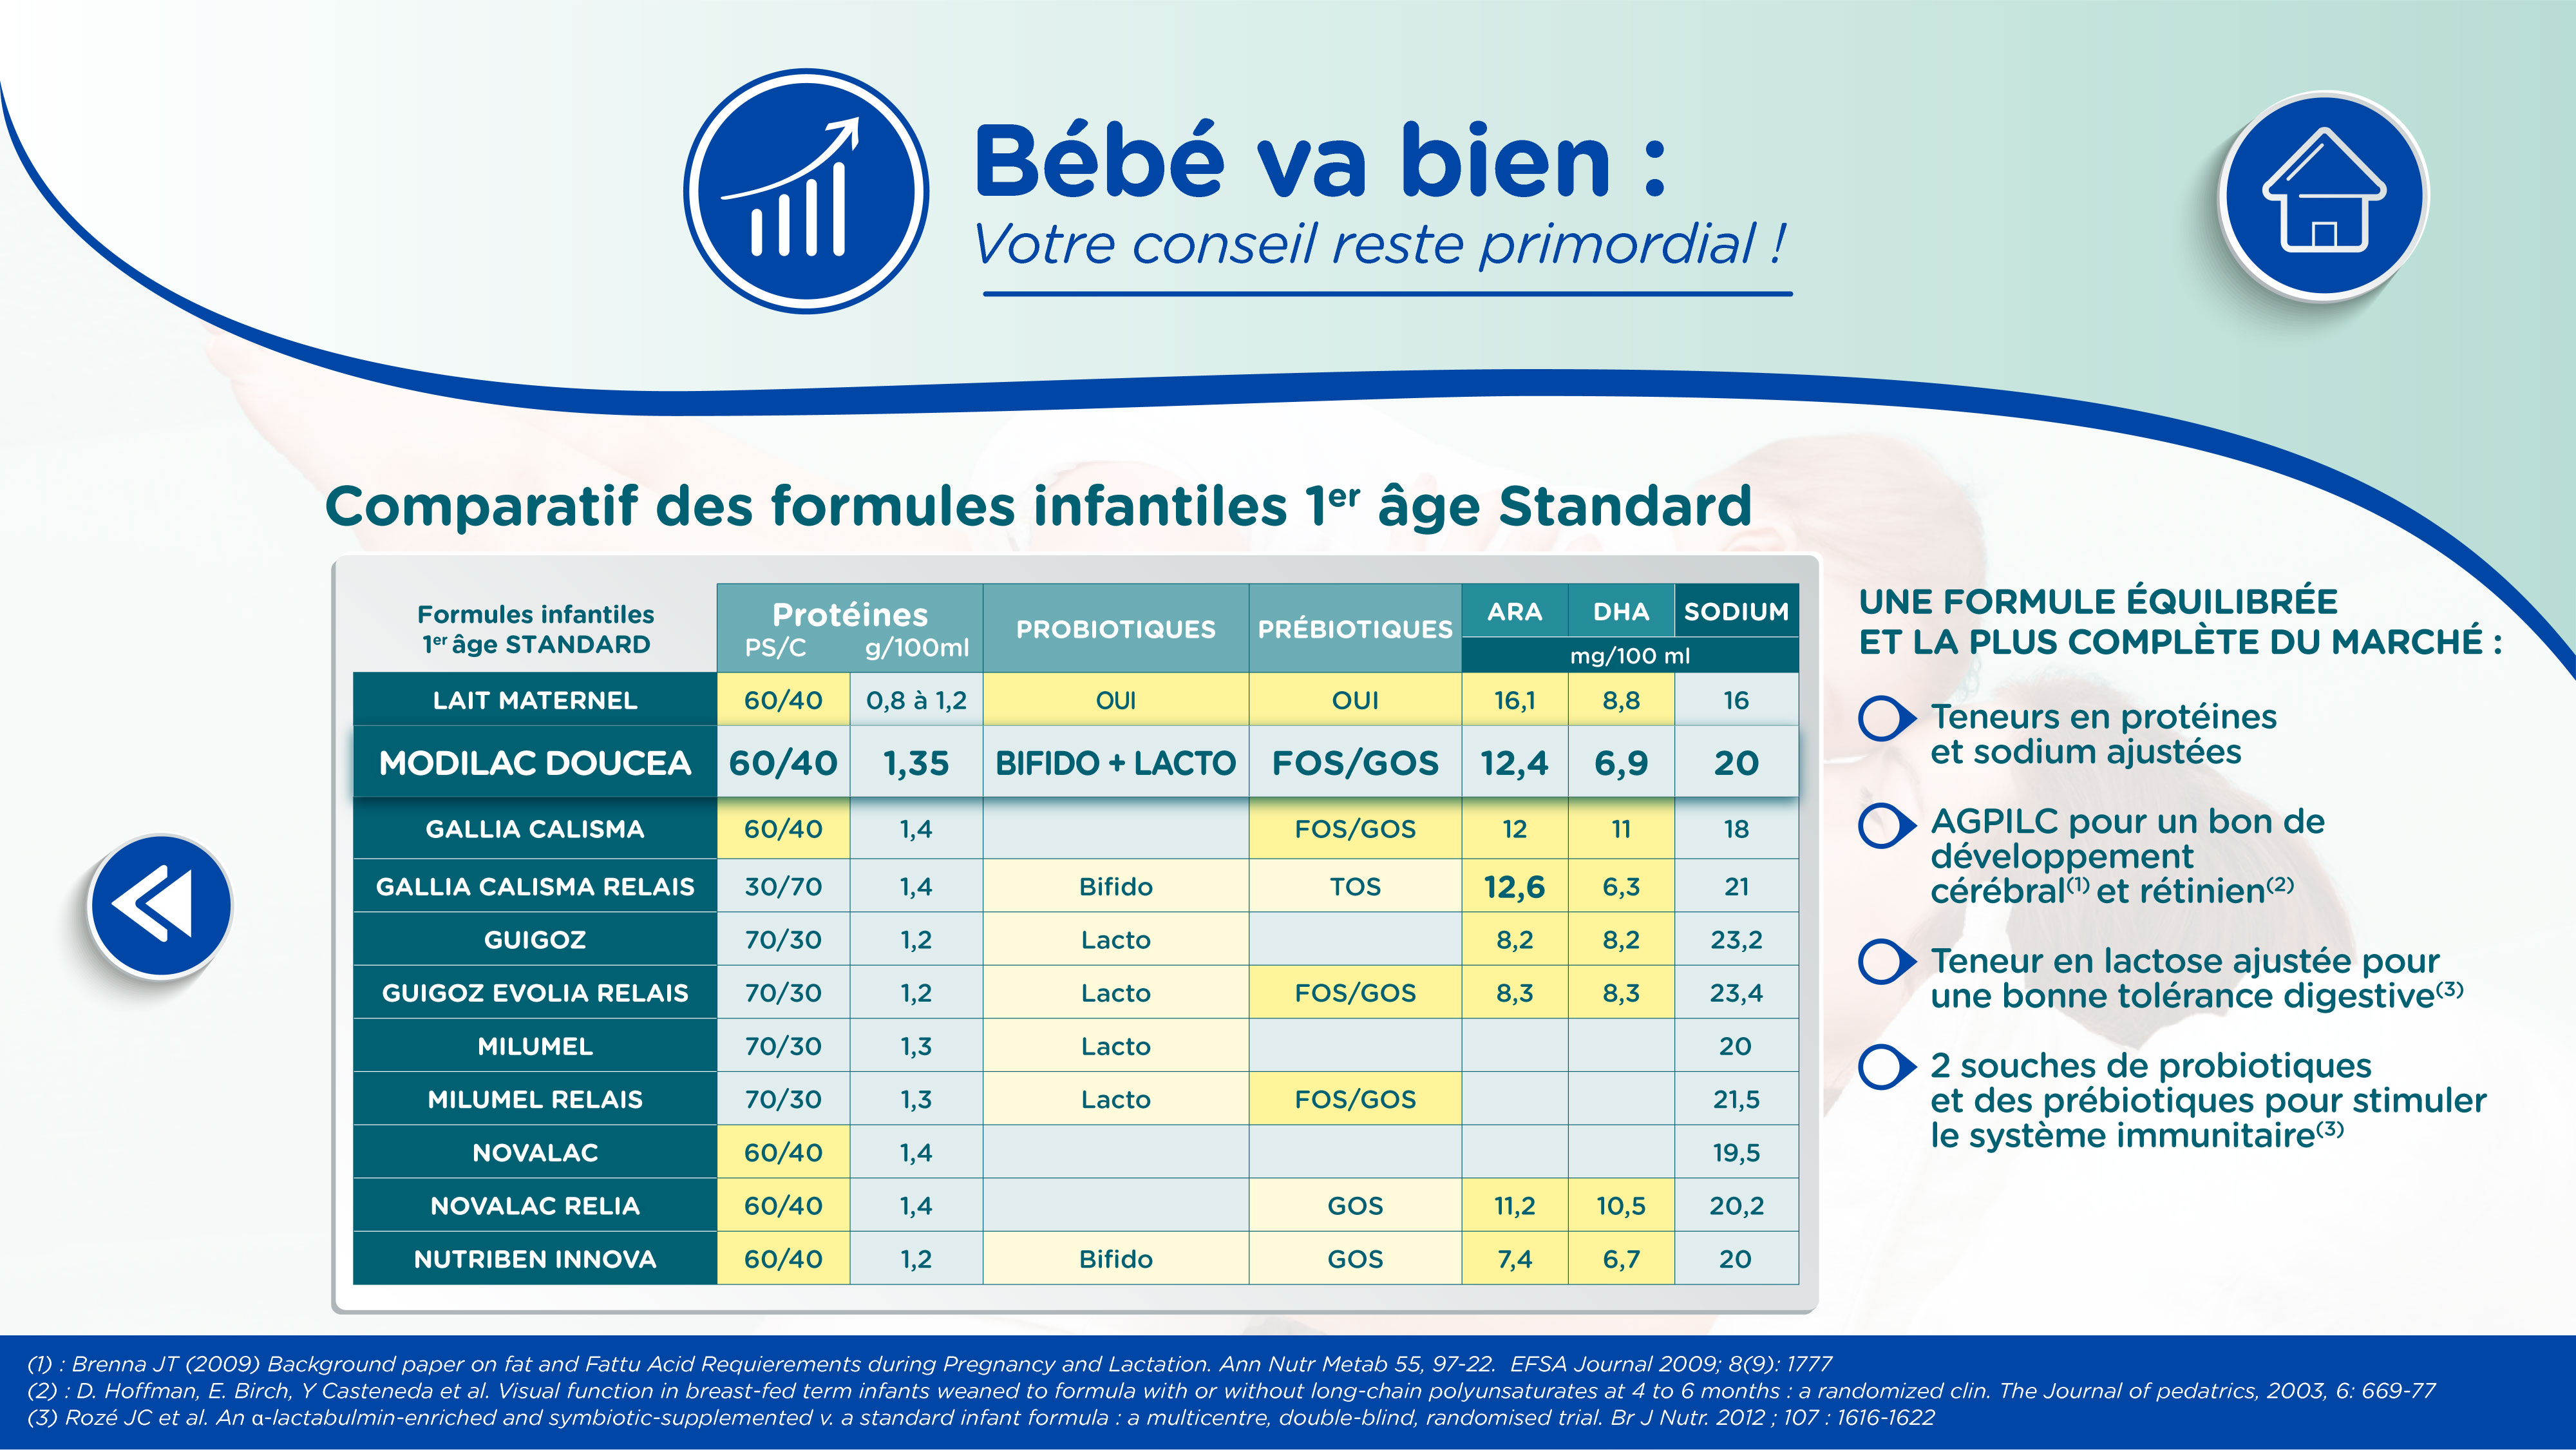 Bébé va bien :
Votre conseil reste primordial !
Comparatif des formules infantiles 1er âge Standard
Formules infantiles
1er âge STANDARD
Protéines
PS/C g/100ml
PROBIOTIQUES
PRÉBIOTIQUES
ARA DHA SODIUM
mg/100 ml
LAIT MATERNEL 60/40 0,8 à 1,2 OUI OUI 16,1 8,8 16
MODILAC DOUCEA 60/40 1,35 BIFIDO + LACTO FOS/GOS 12,4 6,9 20
GALLIA CALISMA 60/40 1,4 FOS/GOS 12 11 18
GALLIA CALISMA RELAIS 30/70 1,4 Bifido TOS 12,6 6,3 21
GUIGOZ 70/30 1,2 Lacto 8,2 8,2 23,2
GUIGOZ EVOLIA RELAIS 70/30 1,2 Lacto FOS/GOS 8,3 8,3 23,4
MILUMEL 70/30 1,3 Lacto 20
MILUMEL RELAIS 70/30 1,3 Lacto FOS/GOS 21,5
NOVALAC 60/40 1,4 19,5
NOVALAC RELIA 60/40 1,4 GOS 11,2 10,5 20,2
NUTRIBEN INNOVA 60/40 1,2 Bifido GOS 7,4 6,7 20
UNE FORMULE ÉQUILIBRÉE
ET LA PLUS COMPLÈTE DU MARCHÉ :
Teneurs en protéines
et sodium ajustées
AGPILC pour un bon de
développement
cérébral(1) et rétinien(2)
Teneur en lactose ajustée pour
une bonne tolérance digestive(3)
2 souches de probiotiques
et des prébiotiques pour stimuler
le système immunitaire(3)
(1) : Brenna JT (2009) Background paper on fat and Fattu Acid Requierements during Pregnancy and Lactation. Ann Nutr Metab 55, 97-22. EFSA Journal 2009; 8(9): 1777
(2) : D. Hoffman, E. Birch, Y Casteneda et al. Visual function in breast-fed term infants weaned to formula with or without long-chain polyunsaturates at 4 to 6 months : a randomized clin. The Journal of pedatrics, 2003, 6: 669-77
(3) Rozé JC et al. An α-lactabulmin-enriched and symbiotic-supplemented v. a standard infant formula : a multicentre, double-blind, randomised trial. Br J Nutr. 2012 ; 107 : 1616-1622